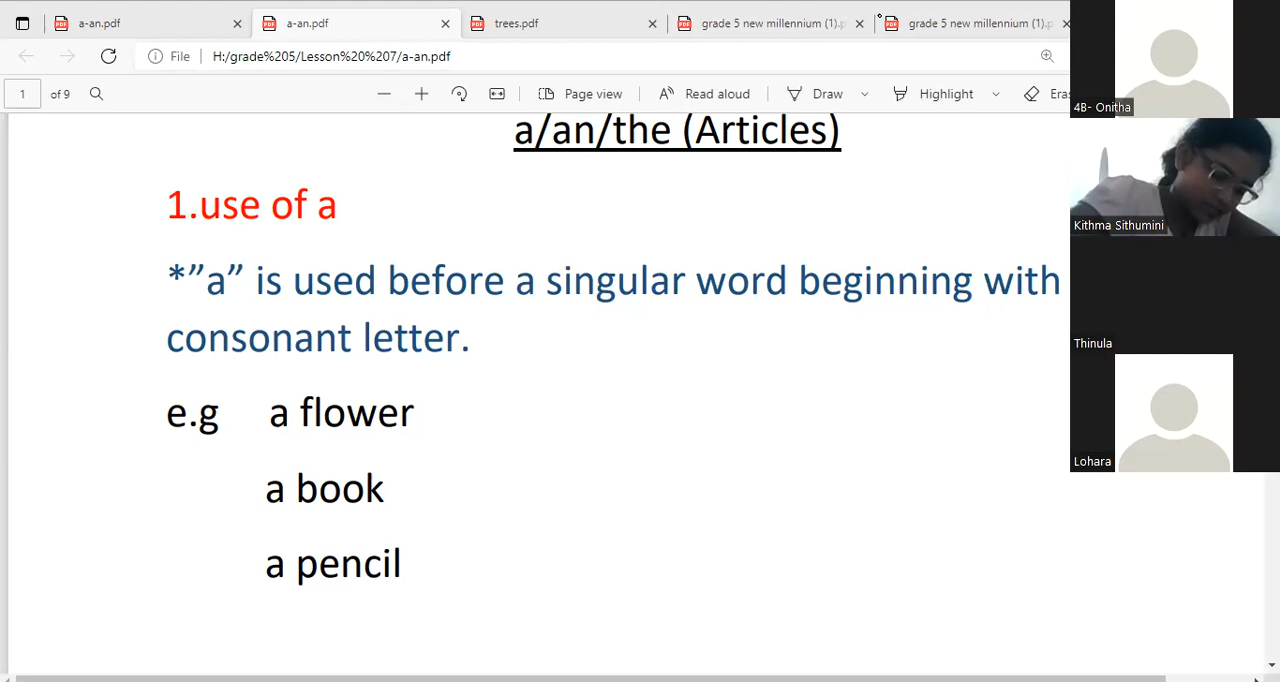 a-an.pdf
a-an.pdf
trees.pdf
grade 5 new millennium (1).p
grade 5 new millennium (1).p
File
H:/grade%205/Lesson%20%207/a-an.pdf
1
of 9
Page view
Read aloud
Draw
Highlight
Eras
a/an/the (Articles)
1.use of a
*”a” is used before a singular word beginning with
consonant letter.
e.g a flower
a book
a pencil
4B- Onitha
Kithma Sithumini
Thinula
Lohara